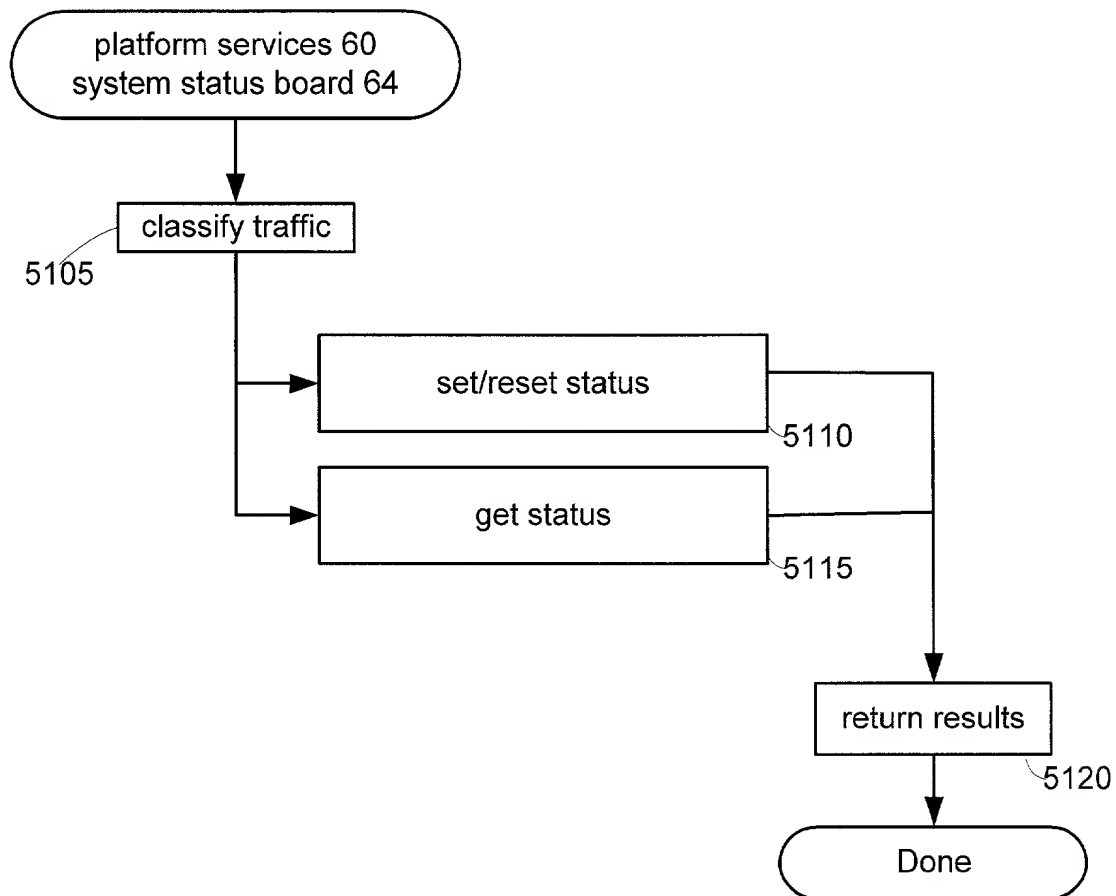 platform services 60
system status board 64
classify traffic
5105
set/reset status
5110
get status
5115
return results
5120
Done